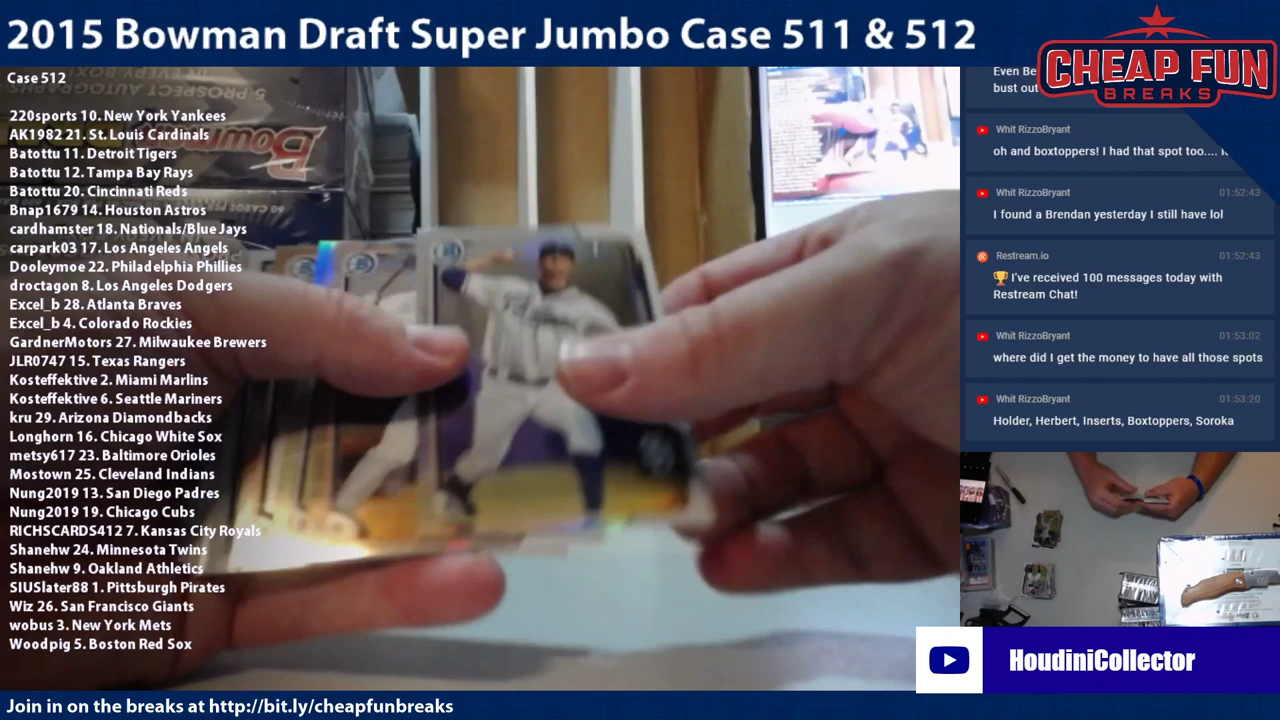 2015 Bowman Draft Super Jumbo Case 511 & 512
CHEAP FUN
BREAKS
Case 512
220sports 10. New York Yankees
AK1982 21. St. Louis Cardinals
Batottu 11. Detroit Tigers
Batottu 12. Tampa Bay Rays
Batottu 20. Cincinnati Reds
Bnap1679 14. Houston Astros
cardhamster 18. Nationals/Blue Jays
carpark03 17. Los Angeles Angels
Dooleymoe 22. Philadelphia Phillies
droctagon 8. Los Angeles Dodgers
Excel_b 28. Atlanta Braves
Excel_b 4. Colorado Rockies
GardnerMotors 27. Milwaukee Brewers
JLR0747 15. Texas Rangers
Kosteffektive 2. Miami Marlins
Kosteffektive 6. Seattle Mariners
kru 29. Arizona Diamondbacks
Longhorn 16. Chicago White Sox
metsy617 23. Baltimore Orioles
Mostown 25. Cleveland Indians
Nung2019 13. San Diego Padres
Nung2019 19. Chicago Cubs
RICHSCARDS412 7. Kansas City Royals
Shanehw 24. Minnesota Twins
Shanehw 9. Oakland Athletics
SIUSlater88 1. Pittsburgh Pirates
Wiz 26. San Francisco Giants
wobus 3. New York Mets
Woodpig 5. Boston Red Sox
PROSPECT AUTOGRAPHS
Bowman
Even Be
bust out
Whit RizzoBryant
oh and boxtoppers! I had that spot too....
Whit RizzoBryant 01:52:43
I found a Brendan yesterday I still have lol
Restream.io 01:52:43
🏆 I've received 100 messages today with
Restream Chat!
Whit RizzoBryant 01:53:02
where did I get the money to have all those spots
Whit RizzoBryant 01:53:20
Holder, Herbert, Inserts, Boxtoppers, Soroka
HoudiniCollector
Join in on the breaks at http://bit.ly/cheapfunbreaks